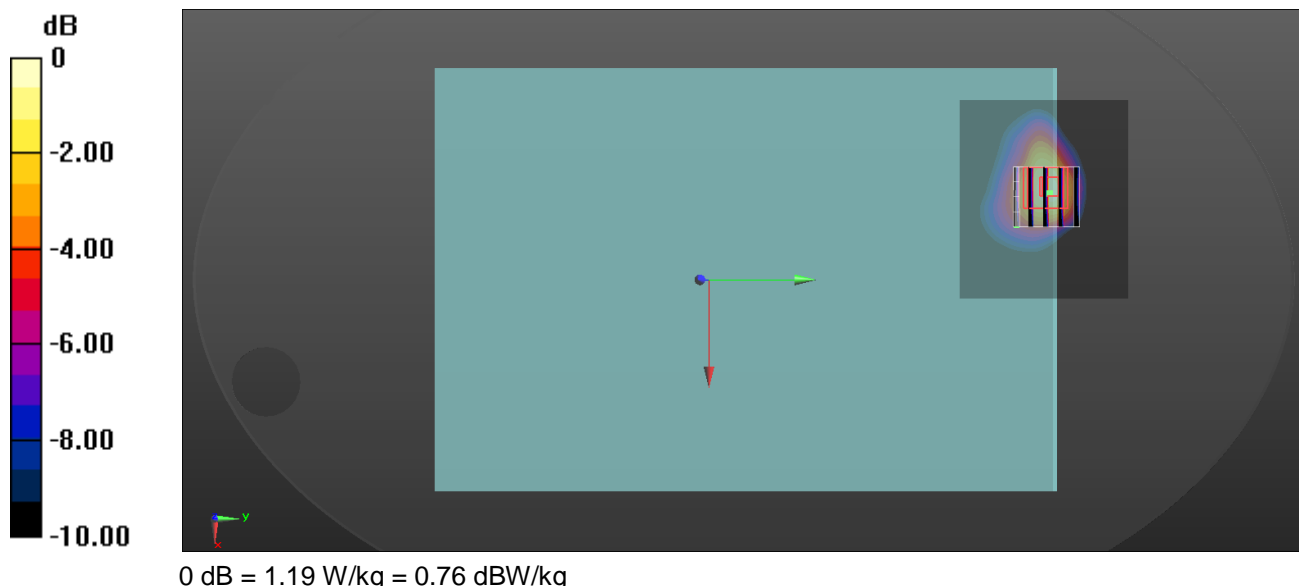 dB
0
-2.00
-4.00
-6.00
-8.00
-10.00
y
x
0 dB = 1.19 W/kg = 0.76 dBW/kg